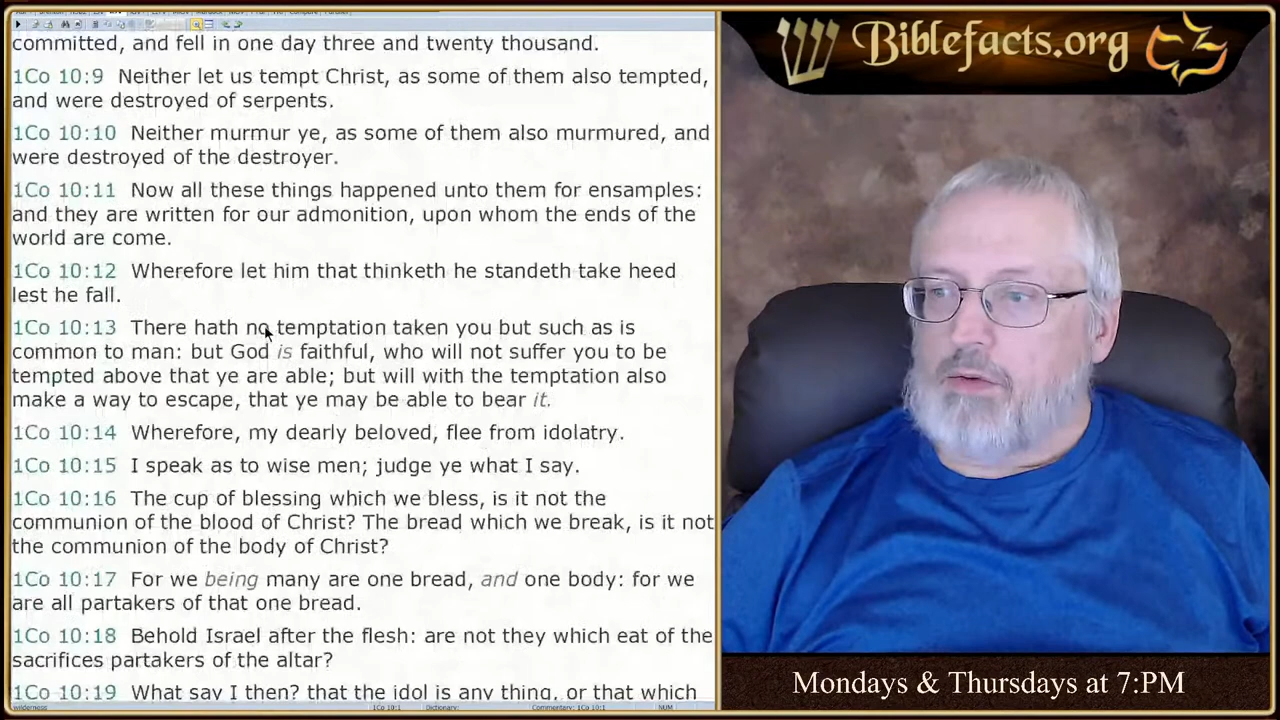 committed, and fell in one day three and twenty thousand.
1Co 10:9 Neither let us tempt Christ, as some of them also tempted,
and were destroyed of serpents.
1Co 10:10 Neither murmur ye, as some of them also murmured, and
were destroyed of the destroyer.
1Co 10:11 Now all these things happened unto them for ensamples:
and they are written for our admonition, upon whom the ends of the
world are come.
1Co 10:12 Wherefore let him that thinketh he standeth take heed
lest he fall.
1Co 10:13 There hath no temptation taken you but such as is
common to man: but God is faithful, who will not suffer you to be
tempted above that ye are able; but will with the temptation also
make a way to escape, that ye may be able to bear it.
1Co 10:14 Wherefore, my dearly beloved, flee from idolatry.
1Co 10:15 I speak as to wise men; judge ye what I say.
1Co 10:16 The cup of blessing which we bless, is it not the
communion of the blood of Christ? The bread which we break, is it not
the communion of the body of Christ?
1Co 10:17 For we being many are one bread, and one body: for we
are all partakers of that one bread.
1Co 10:18 Behold Israel after the flesh: are not they which eat of the
sacrifices partakers of the altar?
1Co 10:19 What say I then? that the idol is any thing, or that which
wilderness 1Co 10:1 Dictionary: Commentary: 1Co 10:1 NUM
Biblefacts.org
Mondays & Thursdays at 7:PM